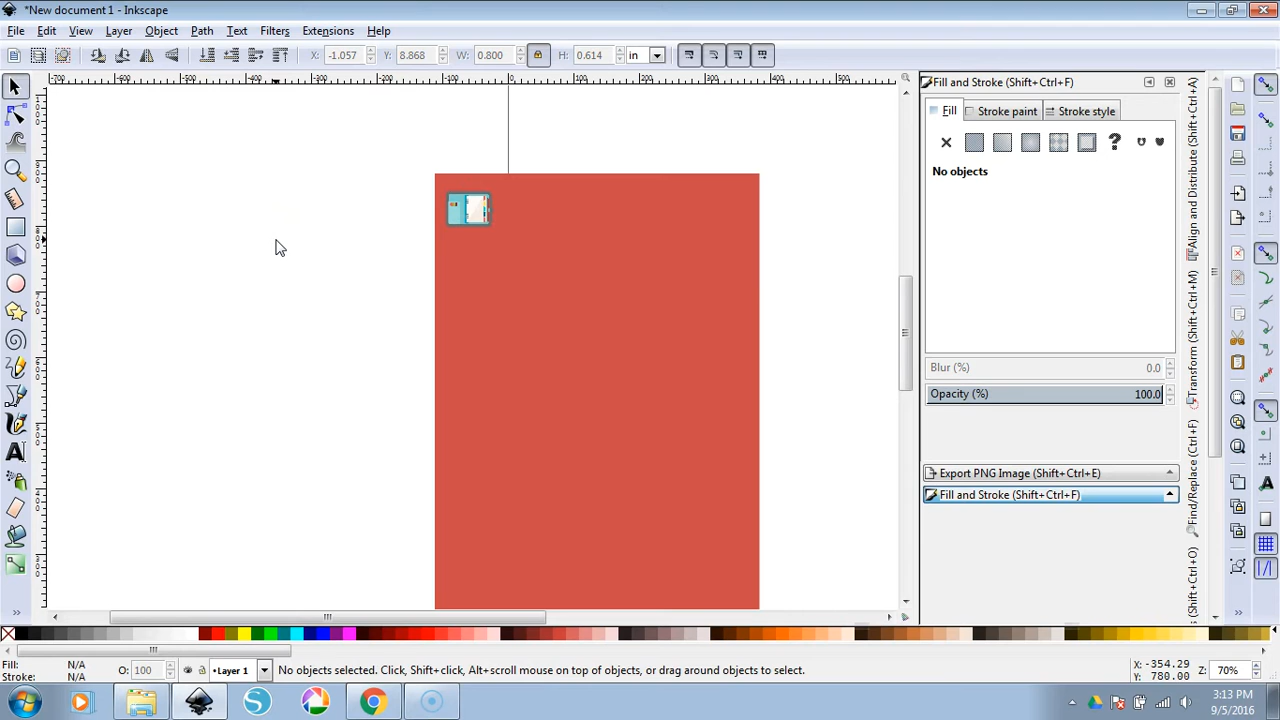 *New document 1 - Inkscape
File Edit View Layer Object Path Text Filters Extensions Help
X: -1.057 Y: 8.868 W: 0.800 H: 0.614 in
Fill and Stroke (Shift+Ctrl+F)
Fill Stroke paint Stroke style
No objects
Blur (%) 0.0
Opacity (%) 100.0
Export PNG Image (Shift+Ctrl+E)
Fill and Stroke (Shift+Ctrl+F)
Align and Distribute (Shift+Ctrl+A)
Transform (Shift+Ctrl+M)
Find/Replace (Ctrl+F)
(Shift+Ctrl+O)
Fill: N/A
Stroke: N/A
O: 100
Layer 1
No objects selected. Click, Shift+click, Alt+scroll mouse on top of objects, or drag around objects to select.
X: -354.29
Y: 780.00
Z: 70%
3:13 PM
9/5/2016